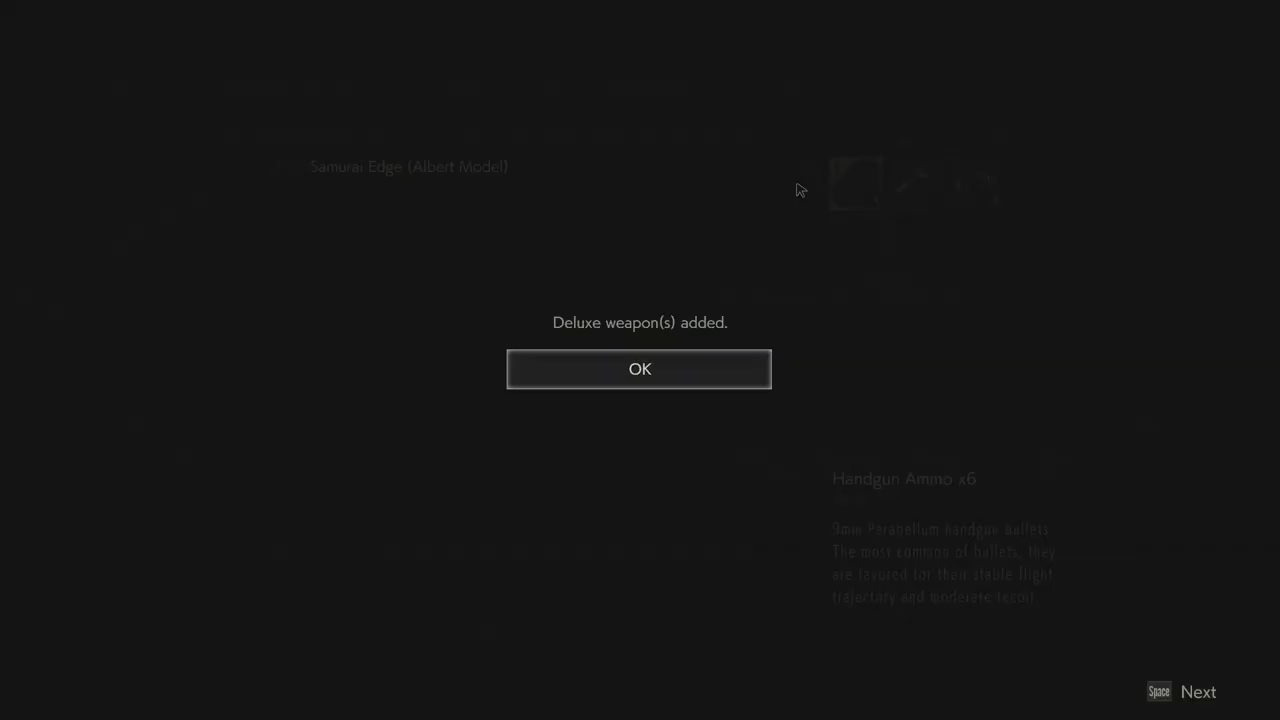 Samurai Edge (Albert Model)
Deluxe weapon(s) added.
OK
Handgun Ammo x6
9mm Parabellum handgun bullets.
The most common of bullets, they
are favored for their stable flight
trajectory and moderate recoil.
Space Next